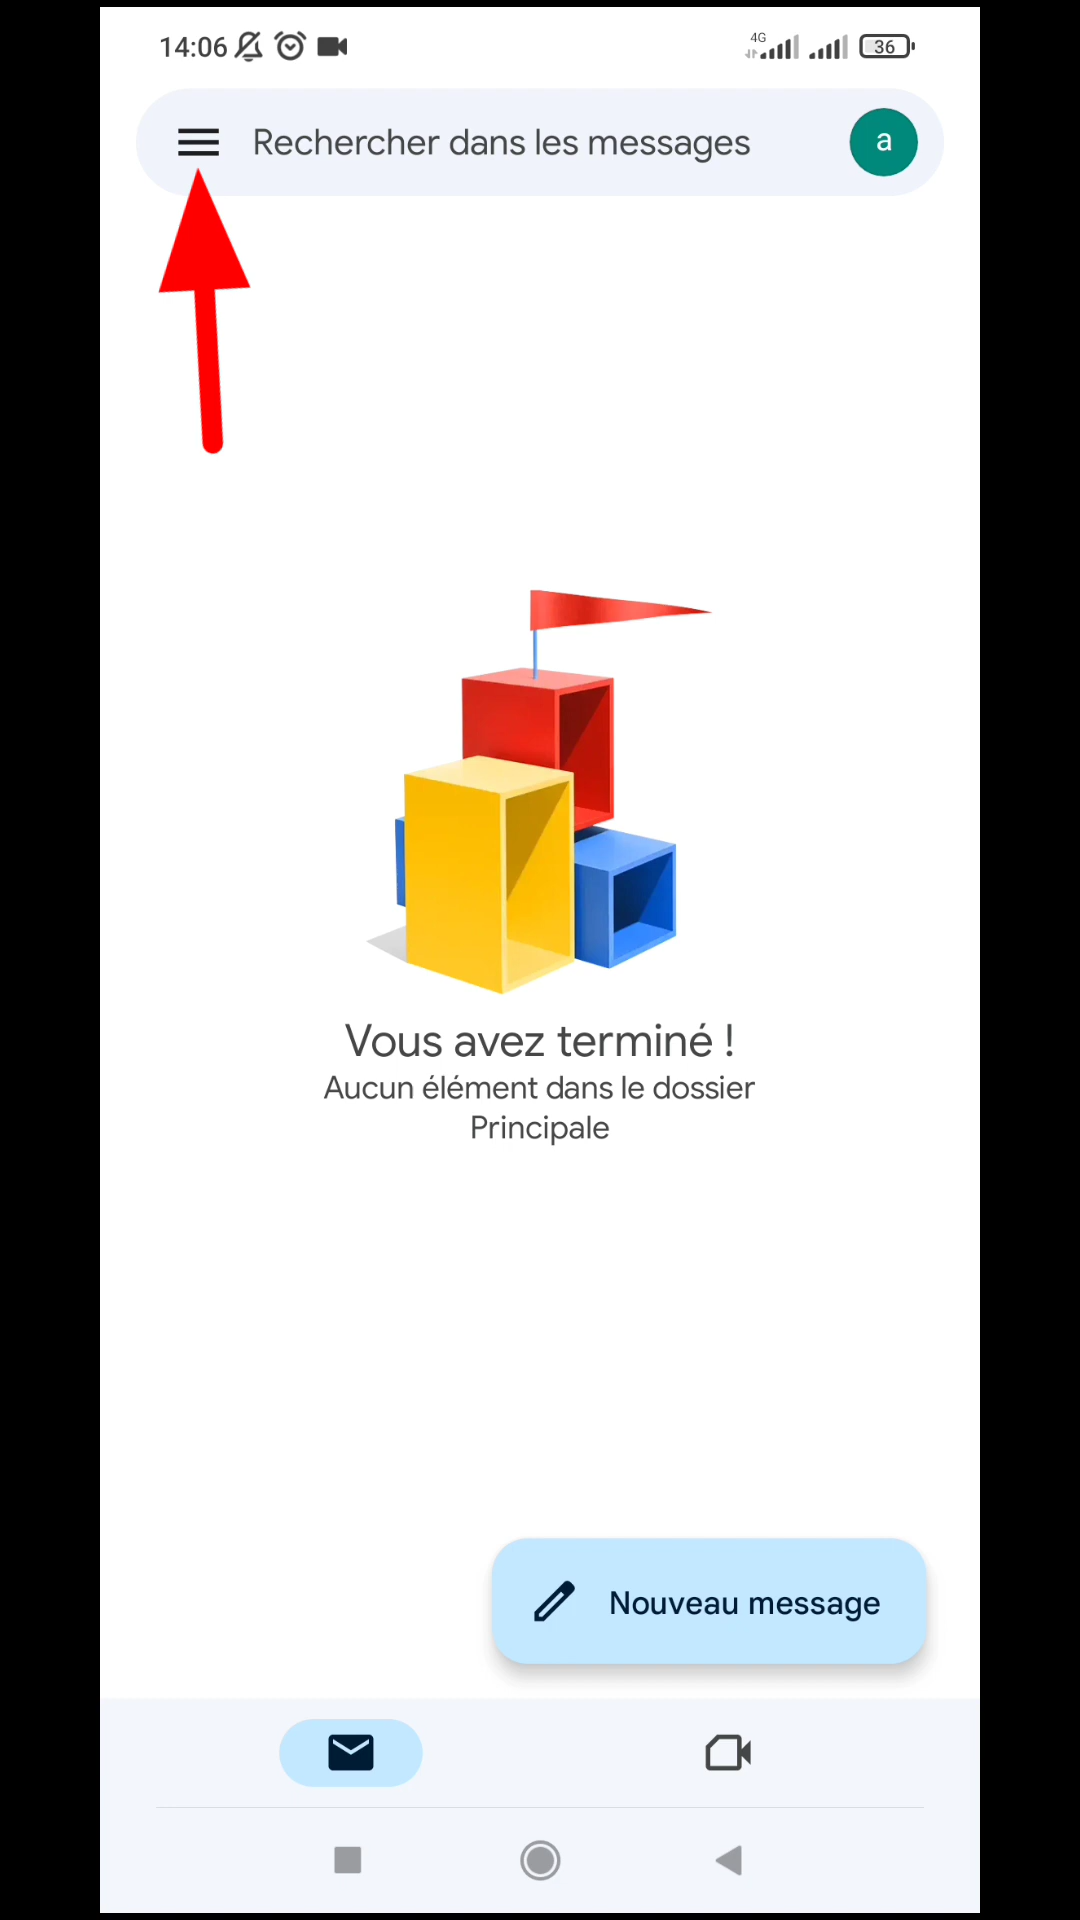 14:06
4G
36
Rechercher dans les messages
a
Vous avez terminé !
Aucun élément dans le dossier
Principale
Nouveau message